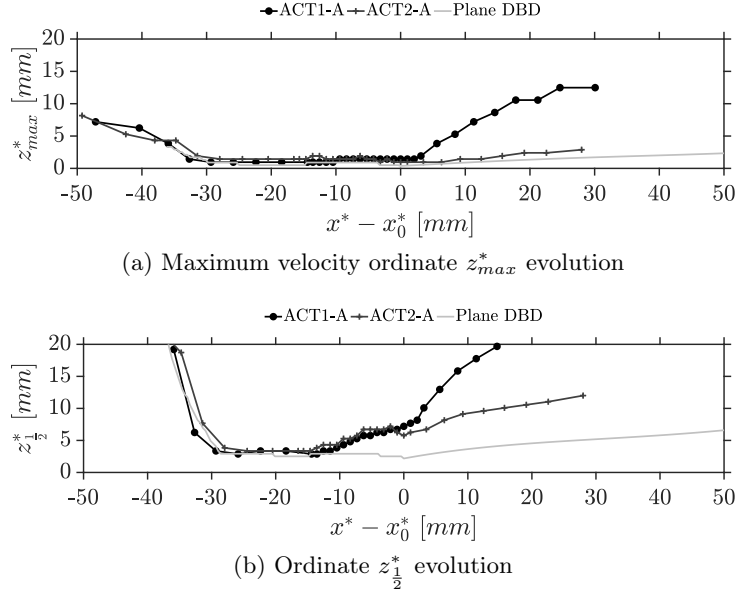 ACT1-A ACT2-A Plane DBD
20
15
10
5
0
z*max [mm]
-50 -40 -30 -20 -10 0 10 20 30 40 50
x* − x*0 [mm]
(a) Maximum velocity ordinate z*max evolution
ACT1-A ACT2-A Plane DBD
20
15
10
5
0
z*1/2 [mm]
-50 -40 -30 -20 -10 0 10 20 30 40 50
x* − x*0 [mm]
(b) Ordinate z*1/2 evolution